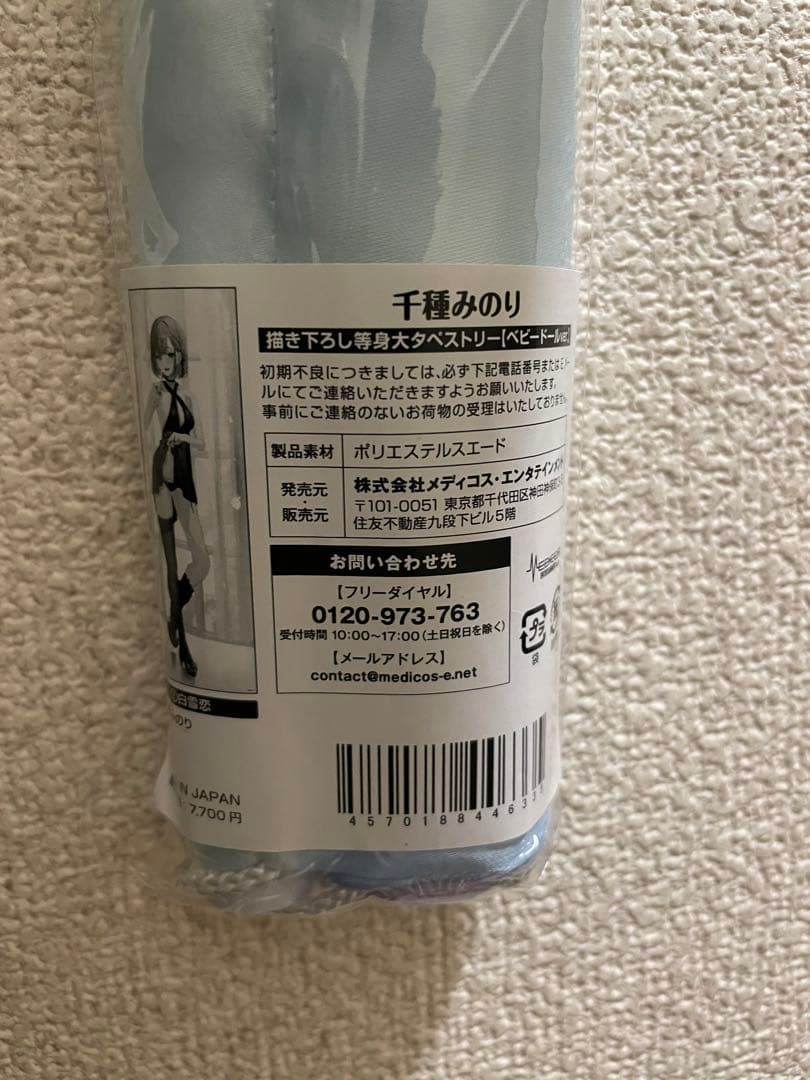 千種みのり
描き下ろし等身大タペストリー【ベビードールver.】
初期不良につきましては、必ず下記電話番号またはEメー
ルにてご連絡いただきますようお願いいたします。
事前にご連絡のないお荷物の受理はいたしておりません。
製品素材 ポリエステルスエード
発売元・販売元
株式会社メディコス・エンタテインメント
〒101-0051 東京都千代田区神田神保町
住友不動産九段下ビル5階
お問い合わせ先
【フリーダイヤル】
0120-973-763
受付時間 10:00〜17:00(土日祝日を除く)
【メールアドレス】
contact@medicos-e.net
プラ
袋
白雪恋
のり
IN JAPAN
7,700円
457018844633